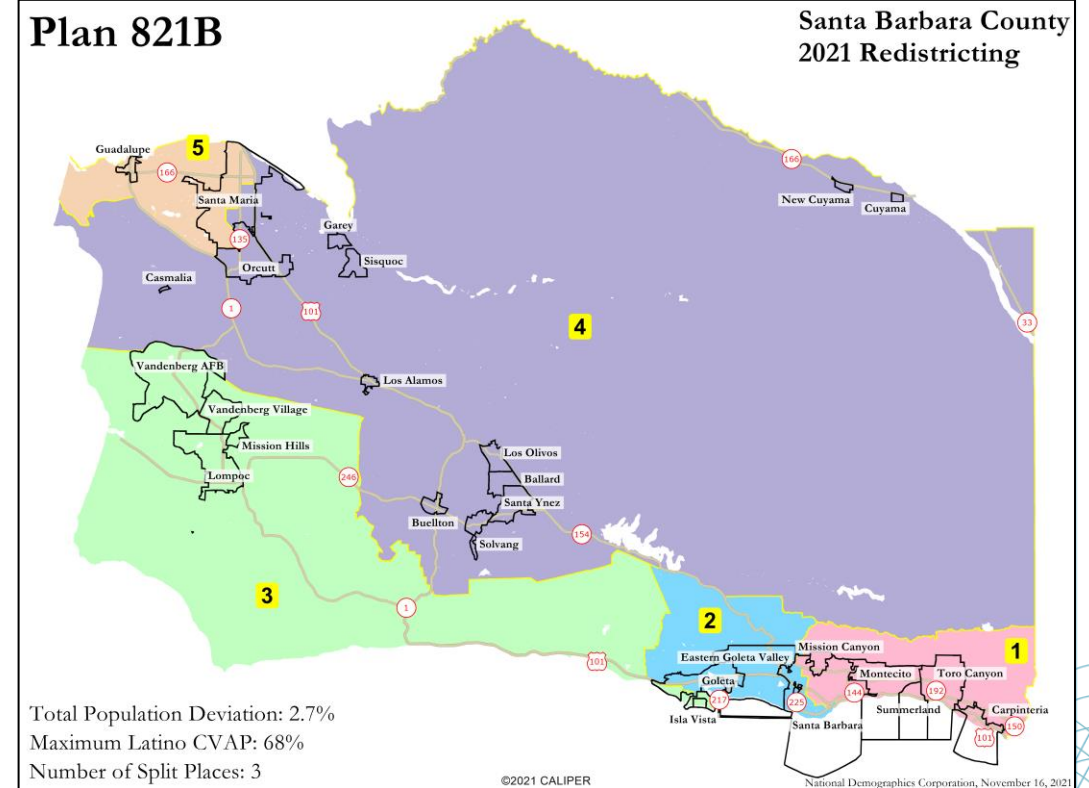 Plan 821B
Santa Barbara County
2021 Redistricting
Guadalupe
5
166
Santa Maria
135
Orcutt
Garey
Sisquoc
Casmalia
1
101
166
New Cuyama
Cuyama
33
4
Vandenberg AFB
Vandenberg Village
Mission Hills
Lompoc
Los Alamos
246
Los Olivos
Ballard
Santa Ynez
Buellton
Solvang
154
3
1
101
2
Eastern Goleta Valley
Mission Canyon
1
Goleta
Montecito
Toro Canyon
217
225
144
192
Isla Vista
Santa Barbara
Summerland
Carpinteria
150
101
Total Population Deviation: 2.7%
Maximum Latino CVAP: 68%
Number of Split Places: 3
©2021 CALIPER
National Demographics Corporation, November 16, 2021